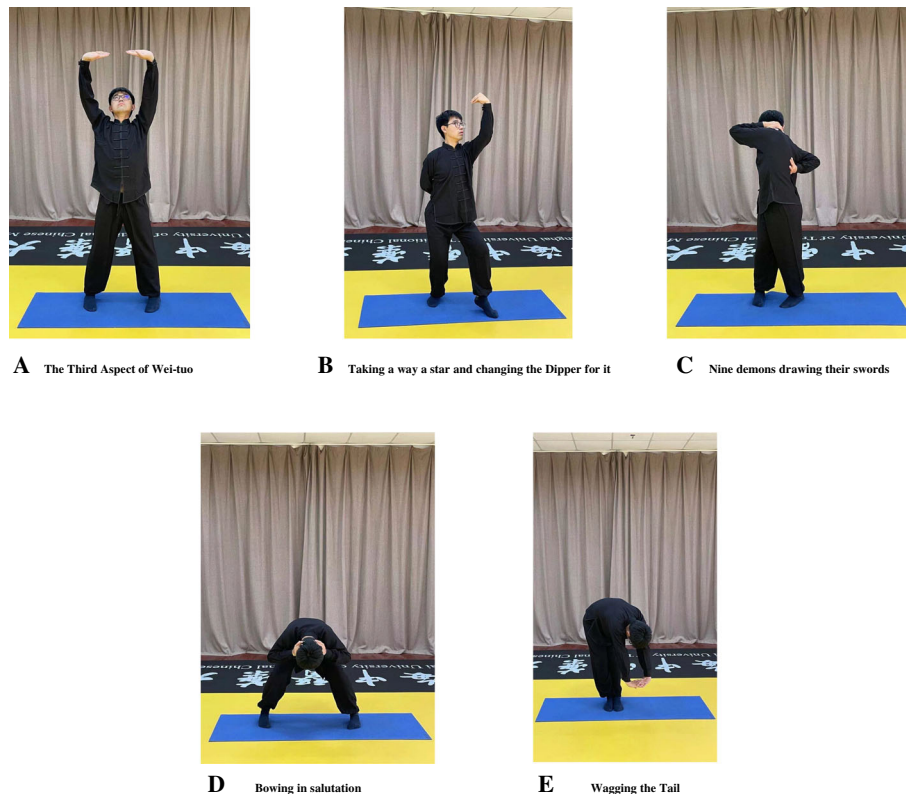 A The Third Aspect of Wei-tuo
B Taking a way a star and changing the Dipper for it
C Nine demons drawing their swords
D Bowing in salutation
E Wagging the Tail